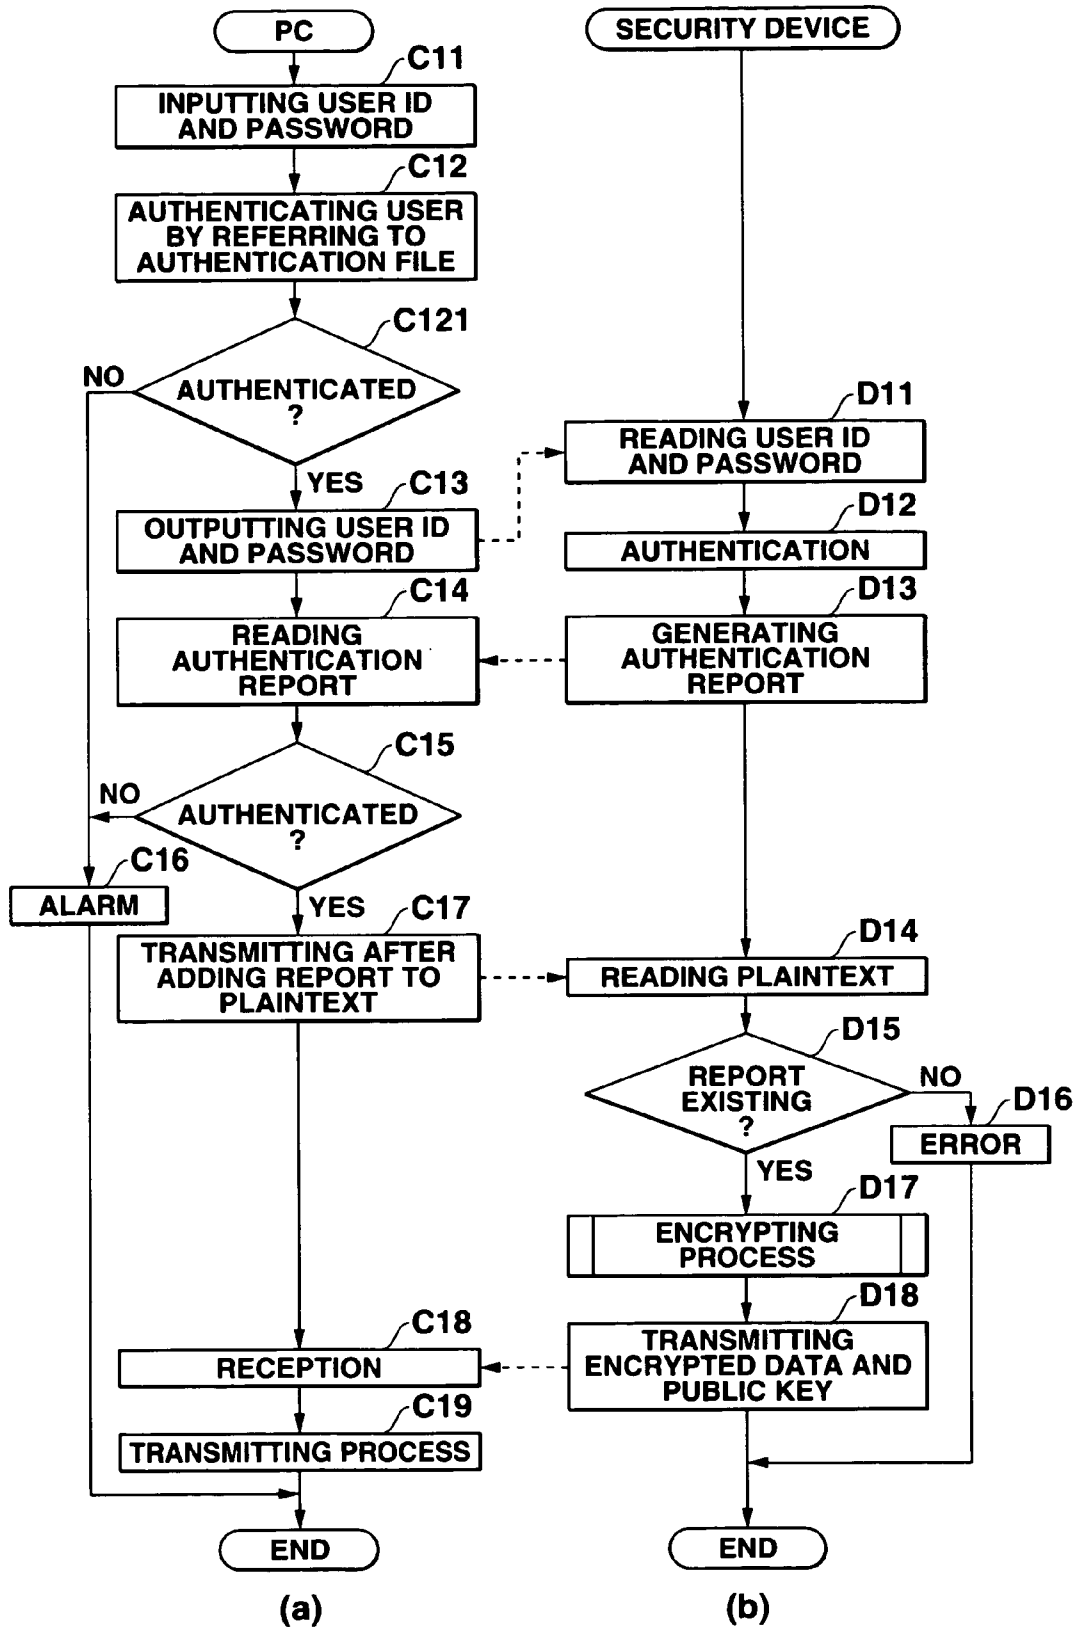 PC
C11
INPUTTING USER ID
AND PASSWORD
C12
AUTHENTICATING USER
BY REFERRING TO
AUTHENTICATION FILE
C121
NO
AUTHENTICATED
?
YES
C13
OUTPUTTING USER ID
AND PASSWORD
C14
READING
AUTHENTICATION
REPORT
C15
NO
AUTHENTICATED
?
C16
ALARM
YES
C17
TRANSMITTING AFTER
ADDING REPORT TO
PLAINTEXT
C18
RECEPTION
C19
TRANSMITTING PROCESS
END
(a)
SECURITY DEVICE
D11
READING USER ID
AND PASSWORD
D12
AUTHENTICATION
D13
GENERATING
AUTHENTICATION
REPORT
D14
READING PLAINTEXT
D15
REPORT
EXISTING
?
NO
D16
ERROR
YES
D17
ENCRYPTING
PROCESS
D18
TRANSMITTING
ENCRYPTED DATA AND
PUBLIC KEY
END
(b)